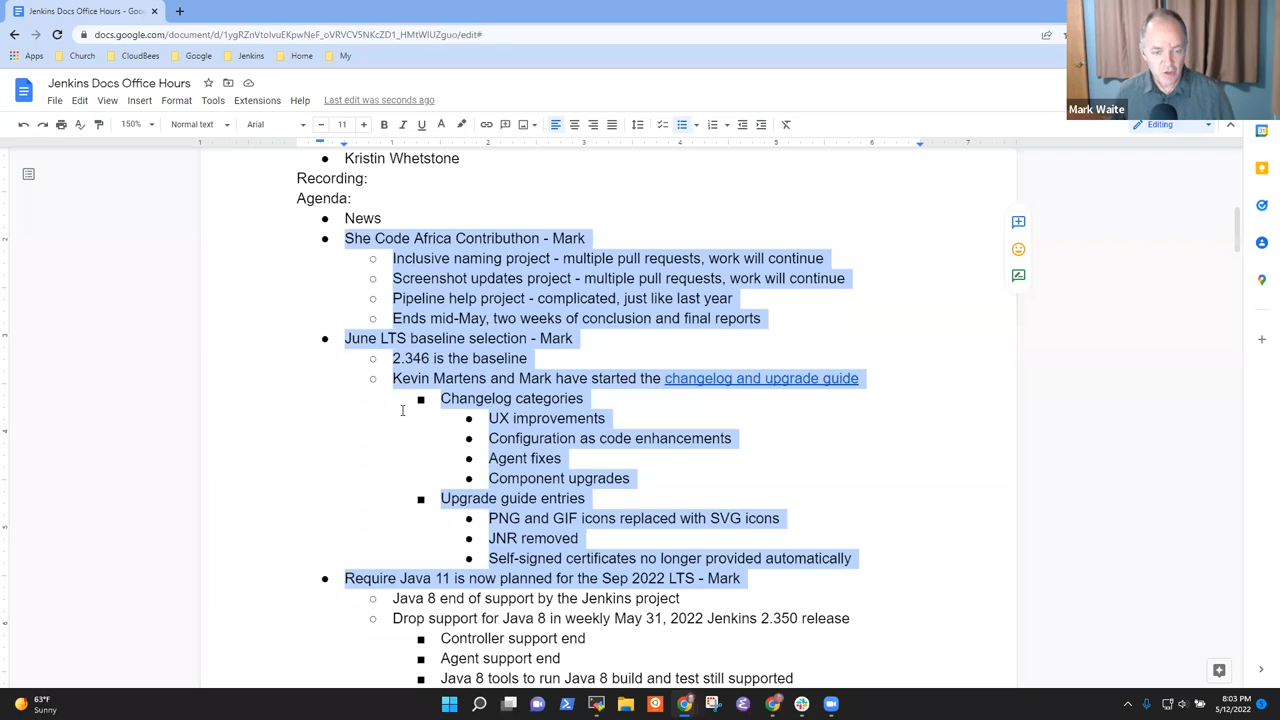 Jenkins Docs Office Hours - Goo
docs.google.com/document/d/1ygRZnVtoIvuEKpwNeF_oVRVCV5NKcZD1_HMtWIUZguo/edit#
Apps Church CloudBees Google Jenkins Home My
Mark Waite
Jenkins Docs Office Hours
File Edit View Insert Format Tools Extensions Help Last edit was seconds ago
150% Normal text Arial 11 Editing
1 1 2 3 4 5 6 7
Kristin Whetstone
Recording:
Agenda:
● News
● She Code Africa Contributhon - Mark
○ Inclusive naming project - multiple pull requests, work will continue
○ Screenshot updates project - multiple pull requests, work will continue
○ Pipeline help project - complicated, just like last year
○ Ends mid-May, two weeks of conclusion and final reports
● June LTS baseline selection - Mark
○ 2.346 is the baseline
○ Kevin Martens and Mark have started the changelog and upgrade guide
■ Changelog categories
● UX improvements
● Configuration as code enhancements
● Agent fixes
● Component upgrades
■ Upgrade guide entries
● PNG and GIF icons replaced with SVG icons
● JNR removed
● Self-signed certificates no longer provided automatically
● Require Java 11 is now planned for the Sep 2022 LTS - Mark
○ Java 8 end of support by the Jenkins project
○ Drop support for Java 8 in weekly May 31, 2022 Jenkins 2.350 release
■ Controller support end
■ Agent support end
■ Java 8 tools to run Java 8 build and test still supported
63°F
Sunny
8:03 PM
5/12/2022